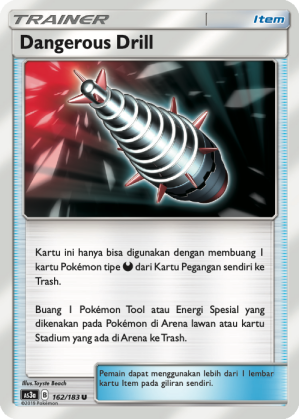 TRAINER
Item
Dangerous Drill
Kartu ini hanya bisa digunakan dengan membuang 1
kartu Pokémon tipe dari Kartu Pegangan sendiri ke
Trash.
Buang 1 Pokémon Tool atau Energi Spesial yang
dikenakan pada Pokémon di Arena lawan atau kartu
Stadium yang ada di Arena ke Trash.
Illus. Toyste Beach
AS3a B 162/183 U
©2019 Pokémon
Pemain dapat menggunakan lebih dari 1 lembar
kartu Item pada giliran sendiri.